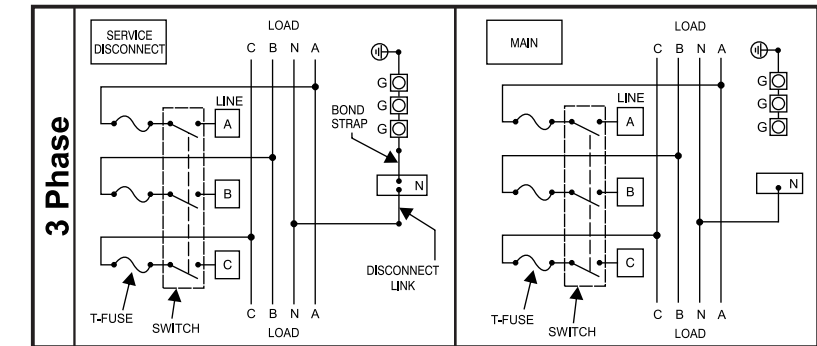 3 Phase
SERVICE
DISCONNECT
LOAD
C B N A
LINE
A
B
C
G
G
G
BOND
STRAP
N
DISCONNECT
LINK
T-FUSE
SWITCH
C B N A
LOAD
MAIN
LOAD
C B N A
LINE
A
B
C
G
G
G
N
T-FUSE
SWITCH
C B N A
LOAD